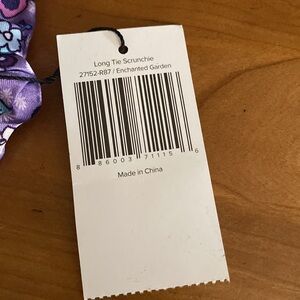 Long Tie Scrunchie
27152-R87 / Enchanted Garden
8 86003 71115 6
Made in China